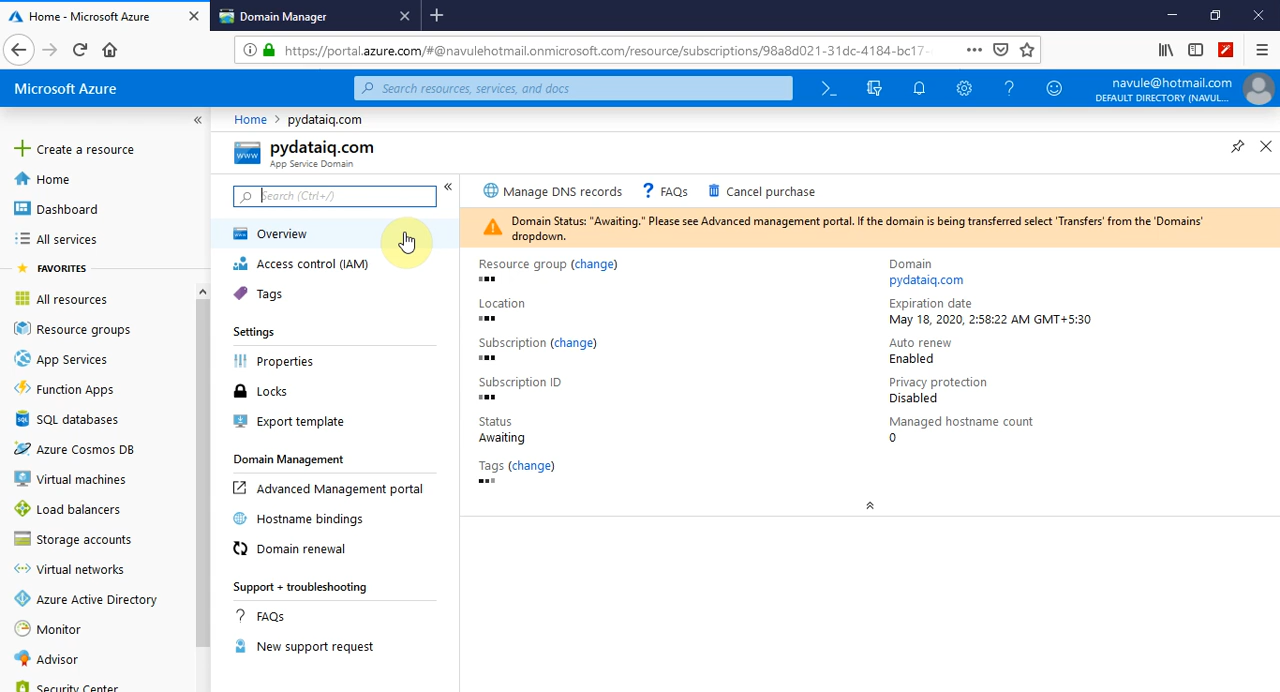 Home - Microsoft Azure
Domain Manager
https://portal.azure.com/#@navulehotmail.onmicrosoft.com/resource/subscriptions/98a8d021-31dc-4184-bc17-
Microsoft Azure
Search resources, services, and docs
navule@hotmail.com
DEFAULT DIRECTORY (NAVUL...
Create a resource
Home
Dashboard
All services
FAVORITES
All resources
Resource groups
App Services
Function Apps
SQL databases
Azure Cosmos DB
Virtual machines
Load balancers
Storage accounts
Virtual networks
Azure Active Directory
Monitor
Advisor
Security Center
Home > pydataiq.com
pydataiq.com
App Service Domain
Search (Ctrl+/)
Overview
Access control (IAM)
Tags
Settings
Properties
Locks
Export template
Domain Management
Advanced Management portal
Hostname bindings
Domain renewal
Support + troubleshooting
FAQs
New support request
Manage DNS records
FAQs
Cancel purchase
Domain Status: "Awaiting." Please see Advanced management portal. If the domain is being transferred select 'Transfers' from the 'Domains'
dropdown.
Resource group (change)
Location
Subscription (change)
Subscription ID
Status
Awaiting
Tags (change)
Domain
pydataiq.com
Expiration date
May 18, 2020, 2:58:22 AM GMT+5:30
Auto renew
Enabled
Privacy protection
Disabled
Managed hostname count
0